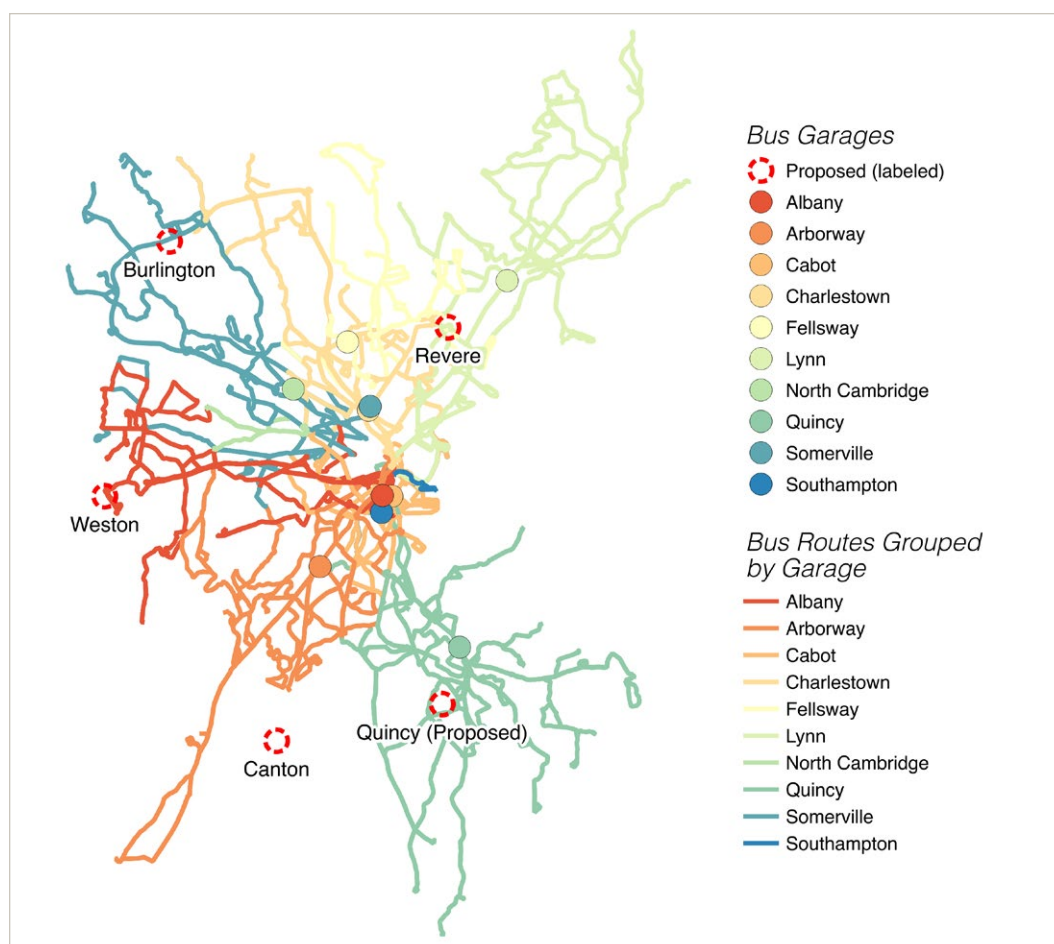 Burlington
Revere
Weston
Quincy (Proposed)
Canton
Bus Garages
Proposed (labeled)
Albany
Arborway
Cabot
Charlestown
Fellsway
Lynn
North Cambridge
Quincy
Somerville
Southampton
Bus Routes Grouped
by Garage
Albany
Arborway
Cabot
Charlestown
Fellsway
Lynn
North Cambridge
Quincy
Somerville
Southampton